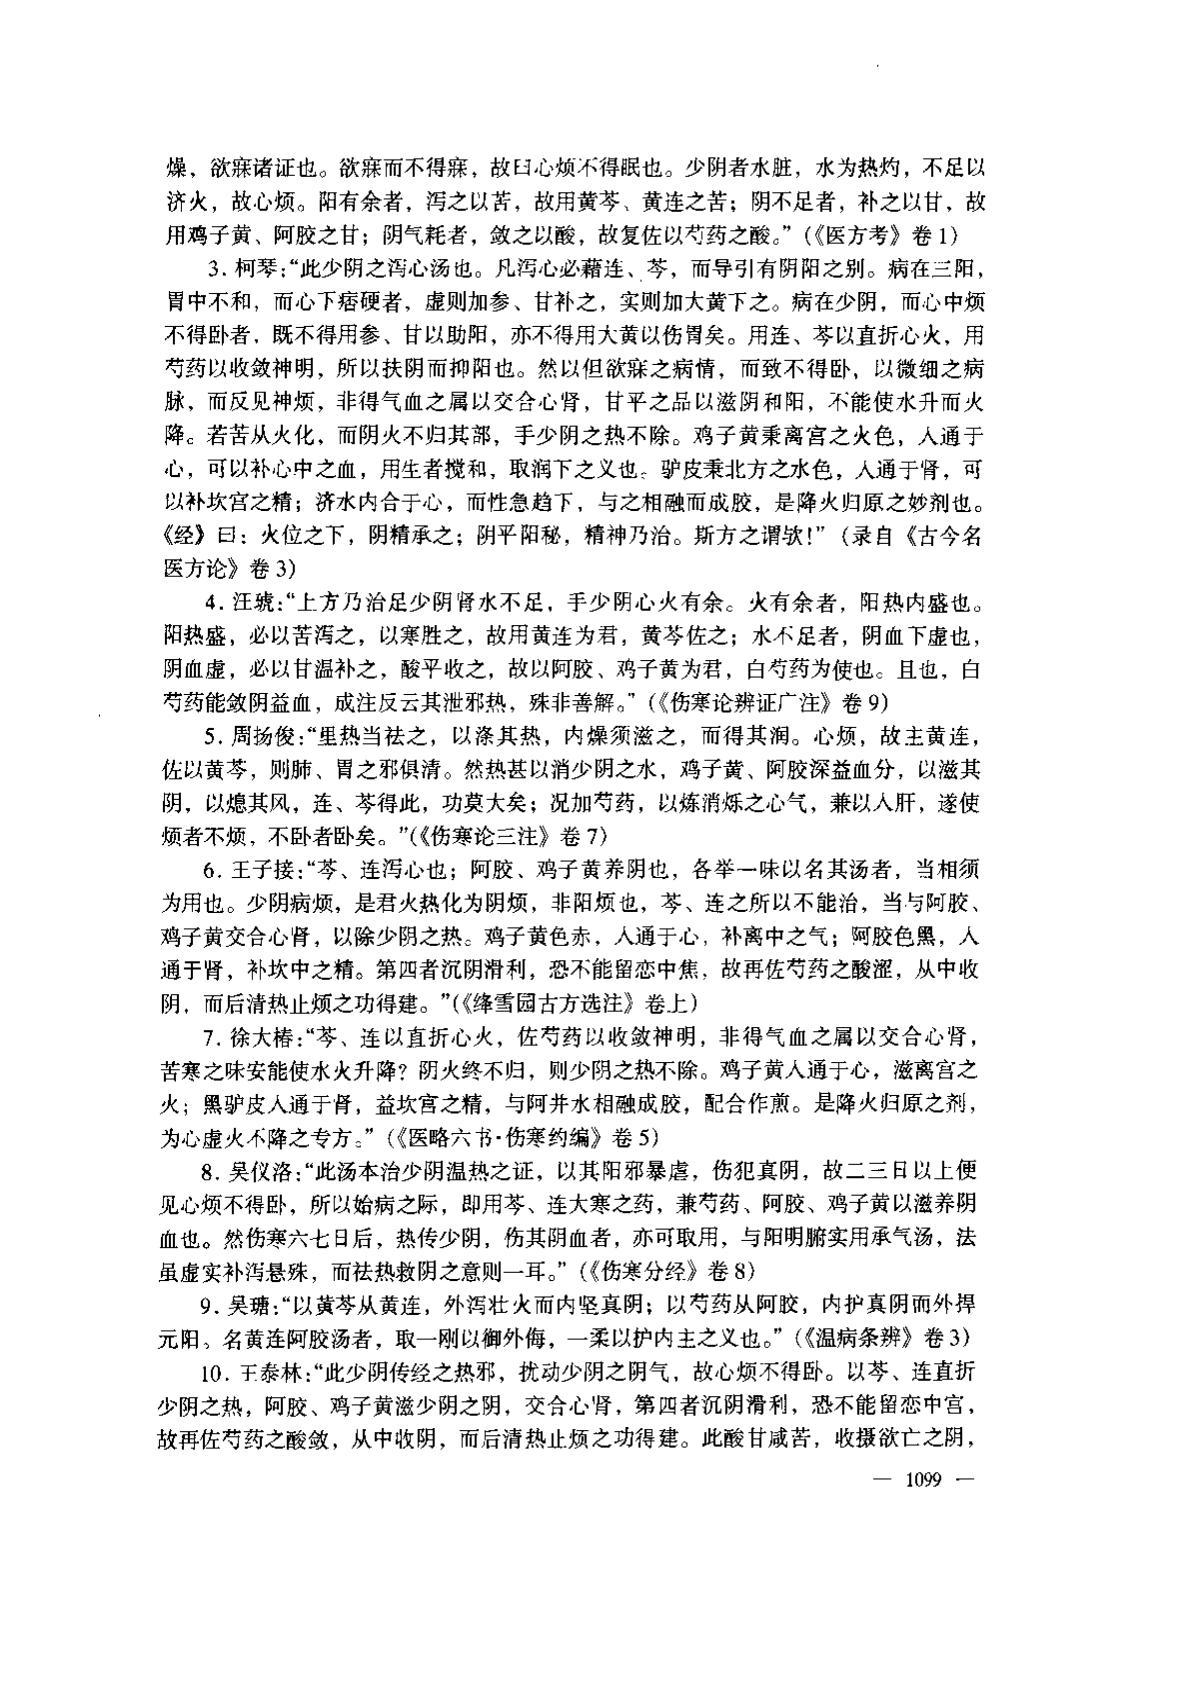 燥，欲寐诸证也。欲寐而不得寐，故曰心烦不得眠也。少阴者水脏，水为热灼，不足以
济火，故心烦。阳有余者，泻之以苦，故用黄芩、黄连之苦；阴不足者，补之以甘，故
用鸡子黄、阿胶之甘；阴气耗者，敛之以酸，故复佐以芍药之酸。”（《医方考》卷1）
3. 柯琴：“此少阴之泻心汤也。凡泻心必藉连、芩，而导引有阴阳之别。病在三阳，
胃中不和，而心下痞硬者，虚则加参、甘补之，实则加大黄下之。病在少阴，而心中烦
不得卧者，既不得用参、甘以助阳，亦不得用大黄以伤胃矣。用连、芩以直折心火，用
芍药以收敛神明，所以扶阴而抑阳也。然以但欲寐之病情，而致不得卧，以微细之病
脉，而反见神烦，非得气血之属以交合心肾，甘平之品以滋阴和阳，不能使水升而火
降。若苦从火化，而阴火不归其部，手少阴之热不除。鸡子黄秉离宫之火色，入通于
心，可以补心中之血，用生者搅和，取润下之义也。驴皮秉北方之水色，入通于肾，可
以补坎宫之精；济水内合于心，而性急趋下，与之相融而成胶，是降火归原之妙剂也。
《经》曰：火位之下，阴精承之；阴平阳秘，精神乃治。斯方之谓欤！”（录自《古今名
医方论》卷3）
4. 汪琥：“上方乃治足少阴肾水不足，手少阴心火有余。火有余者，阳热内盛也。
阳热盛，必以苦泻之，以寒胜之，故用黄连为君，黄芩佐之；水不足者，阴血下虚也，
阴血虚，必以甘温补之，酸平收之，故以阿胶、鸡子黄为君，白芍药为使也。且也，白
芍药能敛阴益血，成注反云其泄邪热，殊非善解。”（《伤寒论辨证广注》卷9）
5. 周扬俊：“里热当祛之，以涤其热，内燥须滋之，而得其润。心烦，故主黄连，
佐以黄芩，则肺、胃之邪俱清。然热甚以消少阴之水，鸡子黄、阿胶深益血分，以滋其
阴，以熄其风，连、芩得此，功莫大矣；况加芍药，以炼消烁之心气，兼以入肝，遂使
烦者不烦，不卧者卧矣。”（《伤寒论三注》卷7）
6. 王子接：“芩、连泻心也；阿胶、鸡子黄养阴也，各举一味以名其汤者，当相须
为用也。少阴病烦，是君火热化为阴烦，非阳烦也，芩、连之所以不能治，当与阿胶、
鸡子黄交合心肾，以除少阴之热。鸡子黄色赤，入通于心，补离中之气；阿胶色黑，入
通于肾，补坎中之精。第四者沉阴滑利，恐不能留恋中焦，故再佐芍药之酸涩，从中收
阴，而后清热止烦之功得建。”（《绛雪园古方选注》卷上）
7. 徐大椿：“芩、连以直折心火，佐芍药以收敛神明，非得气血之属以交合心肾，
苦寒之味安能使水火升降？阴火终不归，则少阴之热不除。鸡子黄入通于心，滋离宫之
火；黑驴皮入通于肾，益坎宫之精，与阿井水相融成胶，配合作煎。是降火归原之剂，
为心虚火不降之专方。”（《医略六书·伤寒约编》卷5）
8. 吴仪洛：“此汤本治少阴温热之证，以其阳邪暴虐，伤犯真阴，故二三日以上便
见心烦不得卧，所以始病之际，即用芩、连大寒之药，兼芍药、阿胶、鸡子黄以滋养阴
血也。然伤寒六七日后，热传少阴，伤其阴血者，亦可取用，与阳明腑实用承气汤，法
虽虚实补泻悬殊，而祛热救阴之意则一耳。”（《伤寒分经》卷8）
9. 吴瑭：“以黄芩从黄连，外泻壮火而内坚真阴；以芍药从阿胶，内护真阴而外捍
元阳。名黄连阿胶汤者，取一刚以御外侮，一柔以护内主之义也。”（《温病条辨》卷3）
10. 王泰林：“此少阴传经之热邪，扰动少阴之阴气，故心烦不得卧。以芩、连直折
少阴之热，阿胶、鸡子黄滋少阴之阴，交合心肾，第四者沉阴滑利，恐不能留恋中宫，
故再佐芍药之酸敛，从中收阴，而后清热止烦之功得建。此酸甘咸苦，收摄欲亡之阴，
— 1099 —